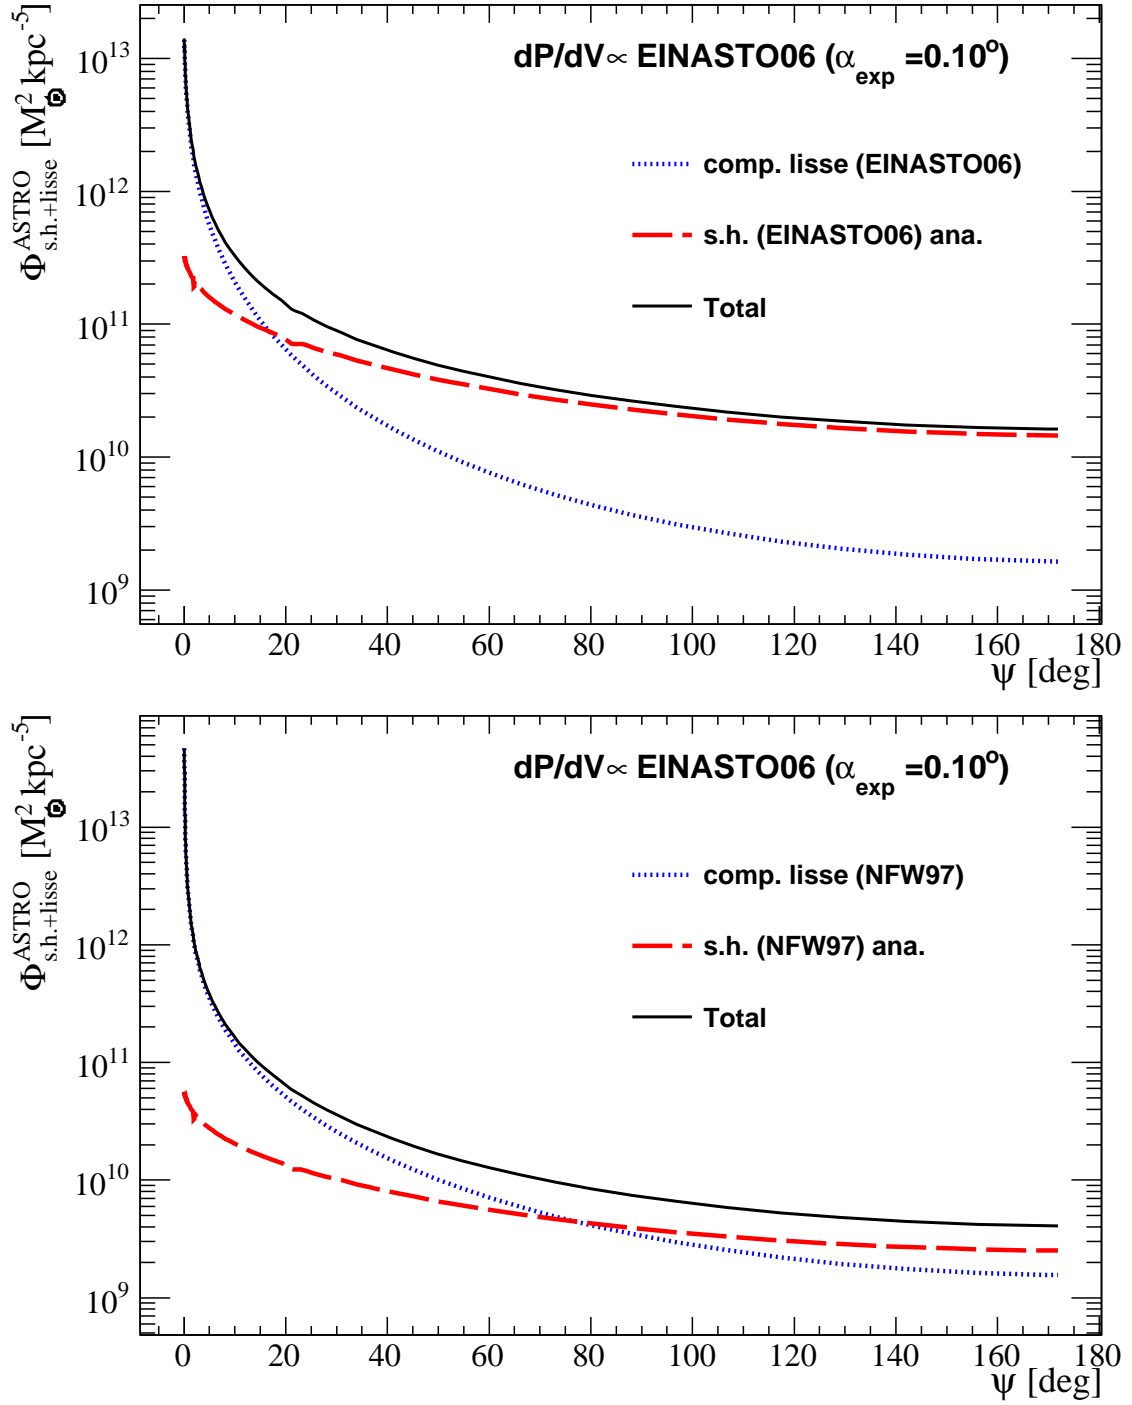 dP/dV∝ EINASTO06 (α_exp =0.10°)
comp. lisse (EINASTO06)
s.h. (EINASTO06) ana.
Total
Φ^ASTRO_s.h.+lisse [M_⊙^2 kpc^-5]
10^13
10^12
10^11
10^10
10^9
0 20 40 60 80 100 120 140 160 180
ψ [deg]
dP/dV∝ EINASTO06 (α_exp =0.10°)
comp. lisse (NFW97)
s.h. (NFW97) ana.
Total
Φ^ASTRO_s.h.+lisse [M_⊙^2 kpc^-5]
10^13
10^12
10^11
10^10
10^9
0 20 40 60 80 100 120 140 160 180
ψ [deg]